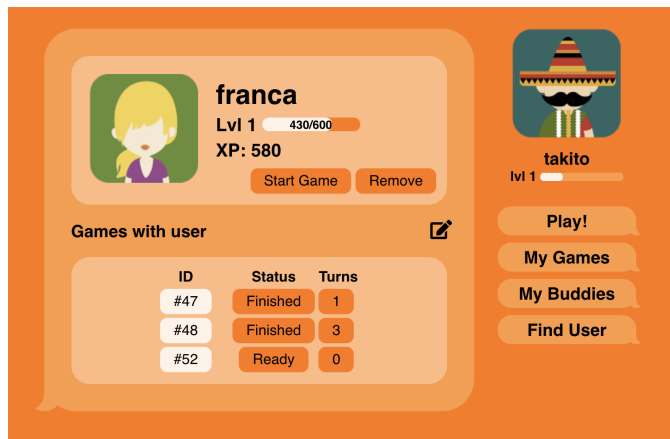 franca
Lvl 1 430/600
XP: 580
Start Game Remove
Games with user
ID Status Turns
#47 Finished 1
#48 Finished 3
#52 Ready 0
takito
lvl 1
Play!
My Games
My Buddies
Find User